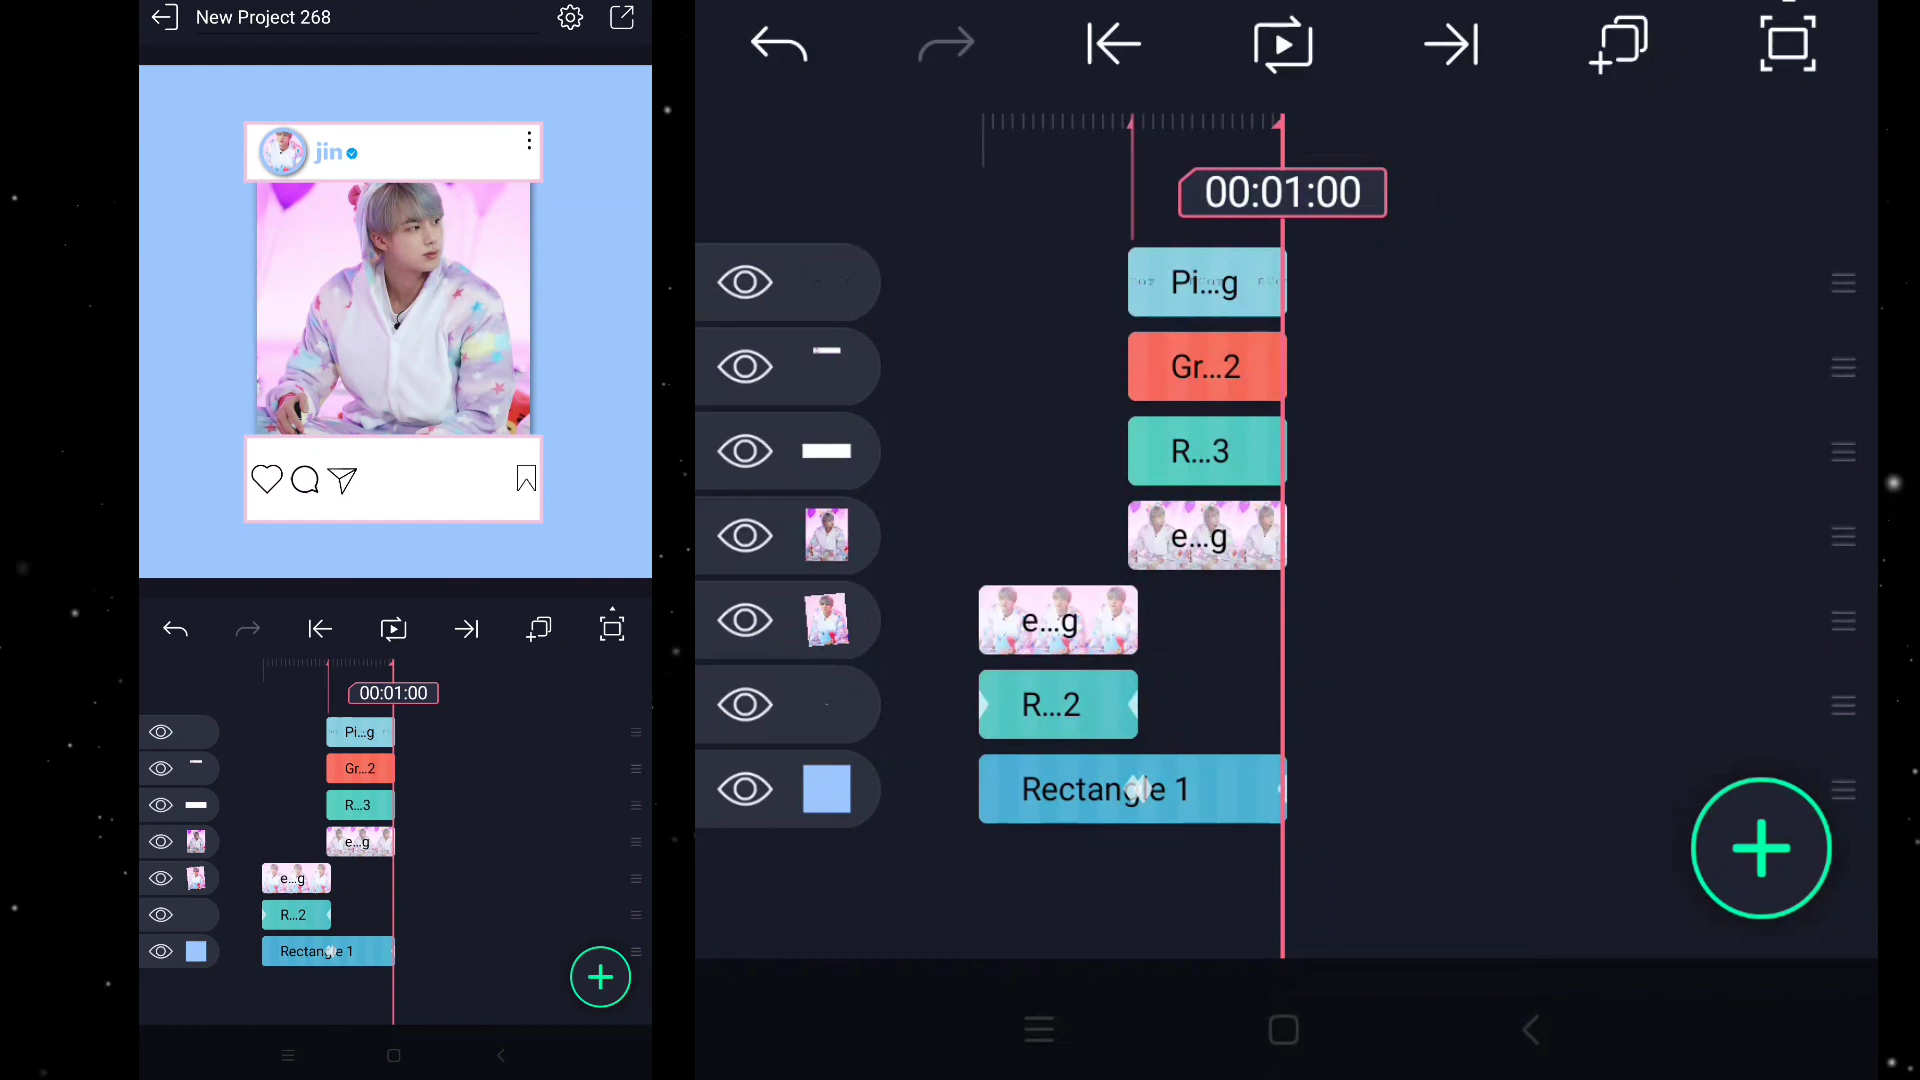 New Project 268
jin
00:01:00
Pi...g
Gr...2
R...3
e...g
e...g
R...2
Rectangle 1
00:01:00
Pi...g
Gr...2
R...3
e...g
e...g
R...2
Rectangle 1